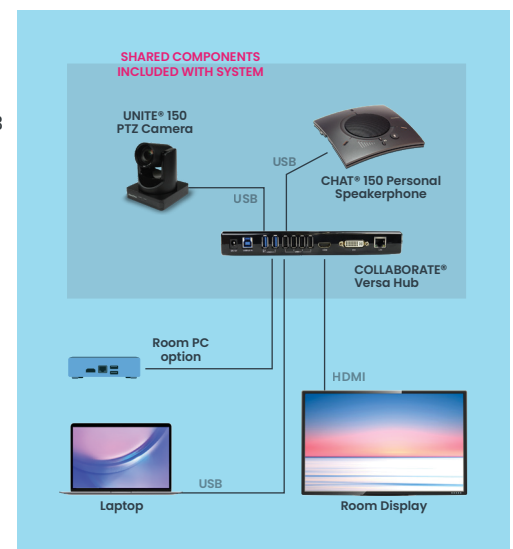 SHARED COMPONENTS
INCLUDED WITH SYSTEM
UNITE® 150
PTZ Camera
USB
CHAT® 150 Personal
Speakerphone
USB
COLLABORATE®
Versa Hub
Room PC
option
HDMI
USB
Laptop
Room Display